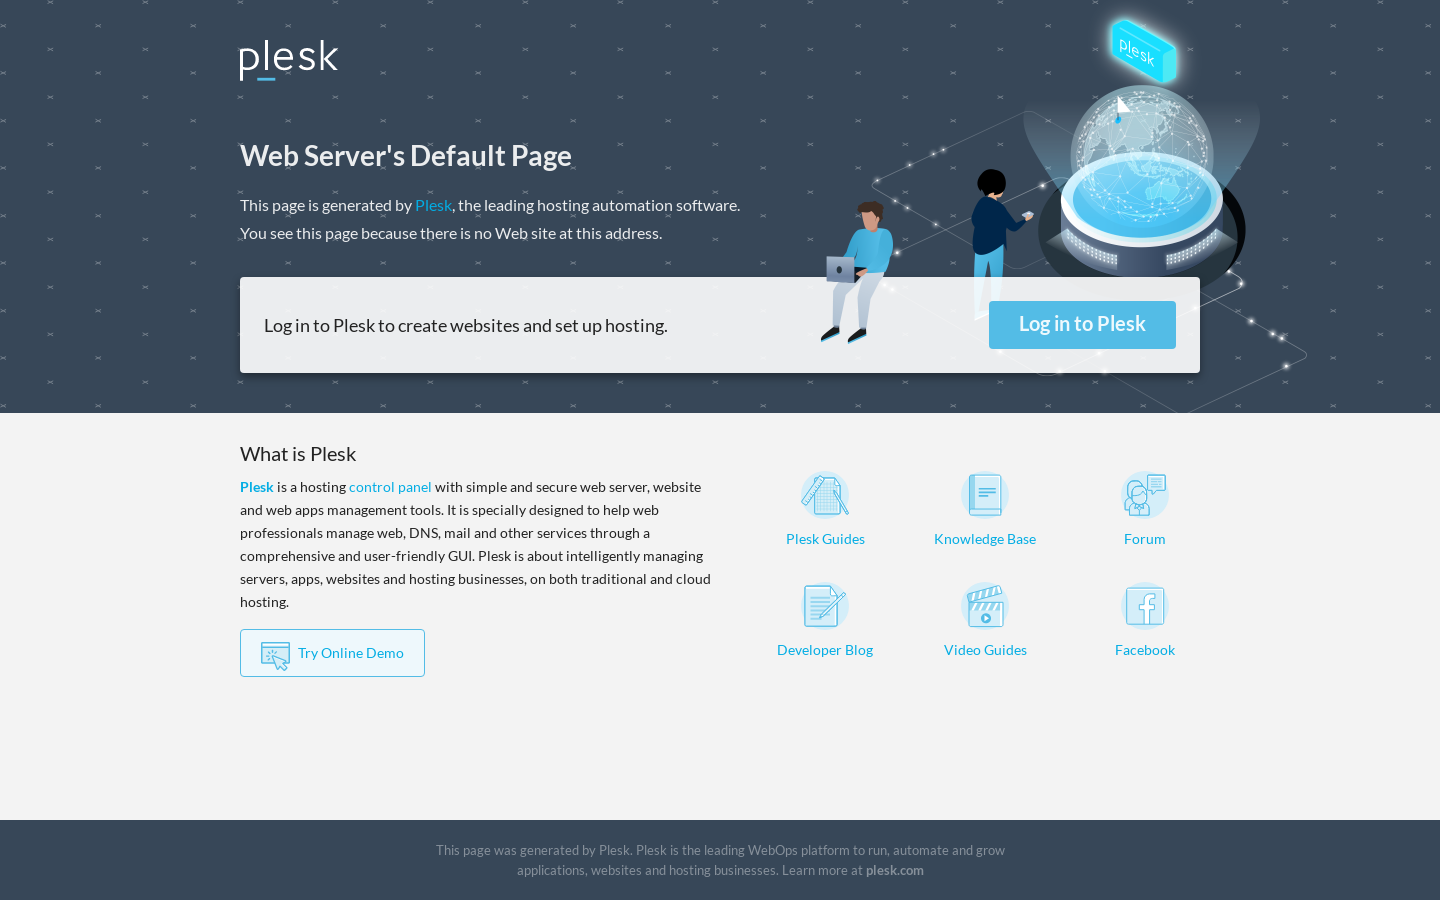 plesk
plesk
Web Server's Default Page
This page is generated by Plesk, the leading hosting automation software.
You see this page because there is no Web site at this address.
Log in to Plesk to create websites and set up hosting.
Log in to Plesk
What is Plesk
Plesk is a hosting control panel with simple and secure web server, website
and web apps management tools. It is specially designed to help web
professionals manage web, DNS, mail and other services through a
comprehensive and user-friendly GUI. Plesk is about intelligently managing
servers, apps, websites and hosting businesses, on both traditional and cloud
hosting.
Try Online Demo
Plesk Guides
Knowledge Base
Forum
Developer Blog
Video Guides
Facebook
This page was generated by Plesk. Plesk is the leading WebOps platform to run, automate and grow
applications, websites and hosting businesses. Learn more at plesk.com